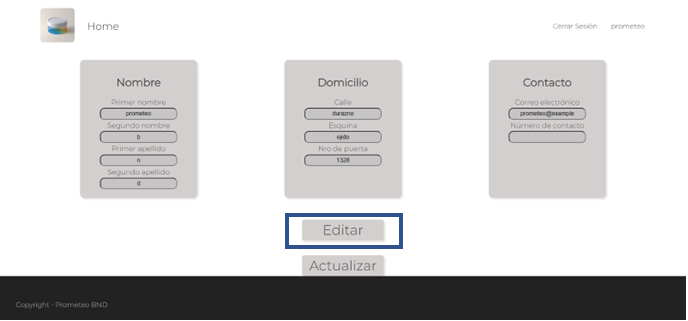 Home
Cerrar Sesión
prometeo
Nombre
Primer nombre
prometeo
Segundo nombre
b
Primer apellido
n
Segundo apellido
d
Domicilio
Calle
durazno
Esquina
ejido
Nro de puerta
1328
Contacto
Correo electrónico
prometeo@example
Número de contacto
Editar
Actualizar
Copyright - Prometeo BND